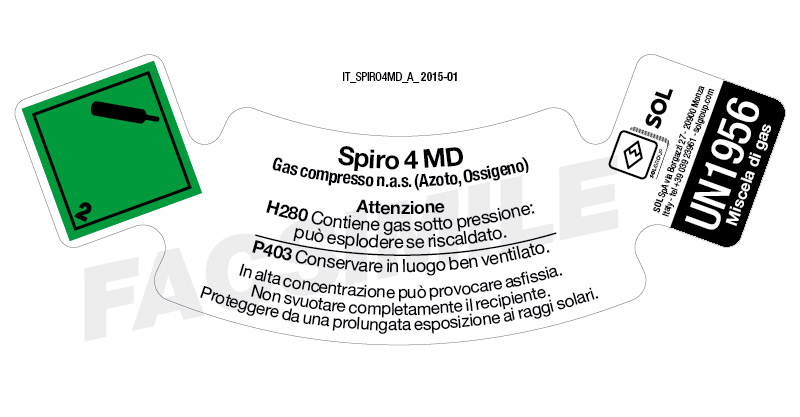 IT_SPIRO4MD_A_ 2015-01
2
Spiro 4 MD
Gas compresso n.a.s. (Azoto, Ossigeno)
Attenzione
H280 Contiene gas sotto pressione:
può esplodere se riscaldato.
P403 Conservare in luogo ben ventilato.
In alta concentrazione può provocare asfissia.
Non svuotare completamente il recipiente.
Proteggere da una prolungata esposizione ai raggi solari.
SOL
SOLGROUP
SOL SpA via Borgazzi 27 - 20900 Monza
Italy - tel +39 039 23961 - solgroup.com
UN1956
Miscela di gas
FACSIMILE